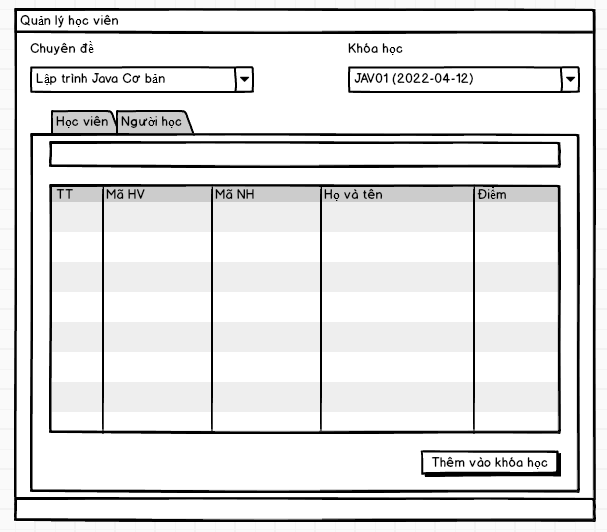 Quản lý học viên
Chuyên đề
Khóa học
Lập trình Java Cơ bản
JAV01 (2022-04-12)
Học viên
Người học
TT
Mã HV
Mã NH
Họ và tên
Điểm
Thêm vào khóa học